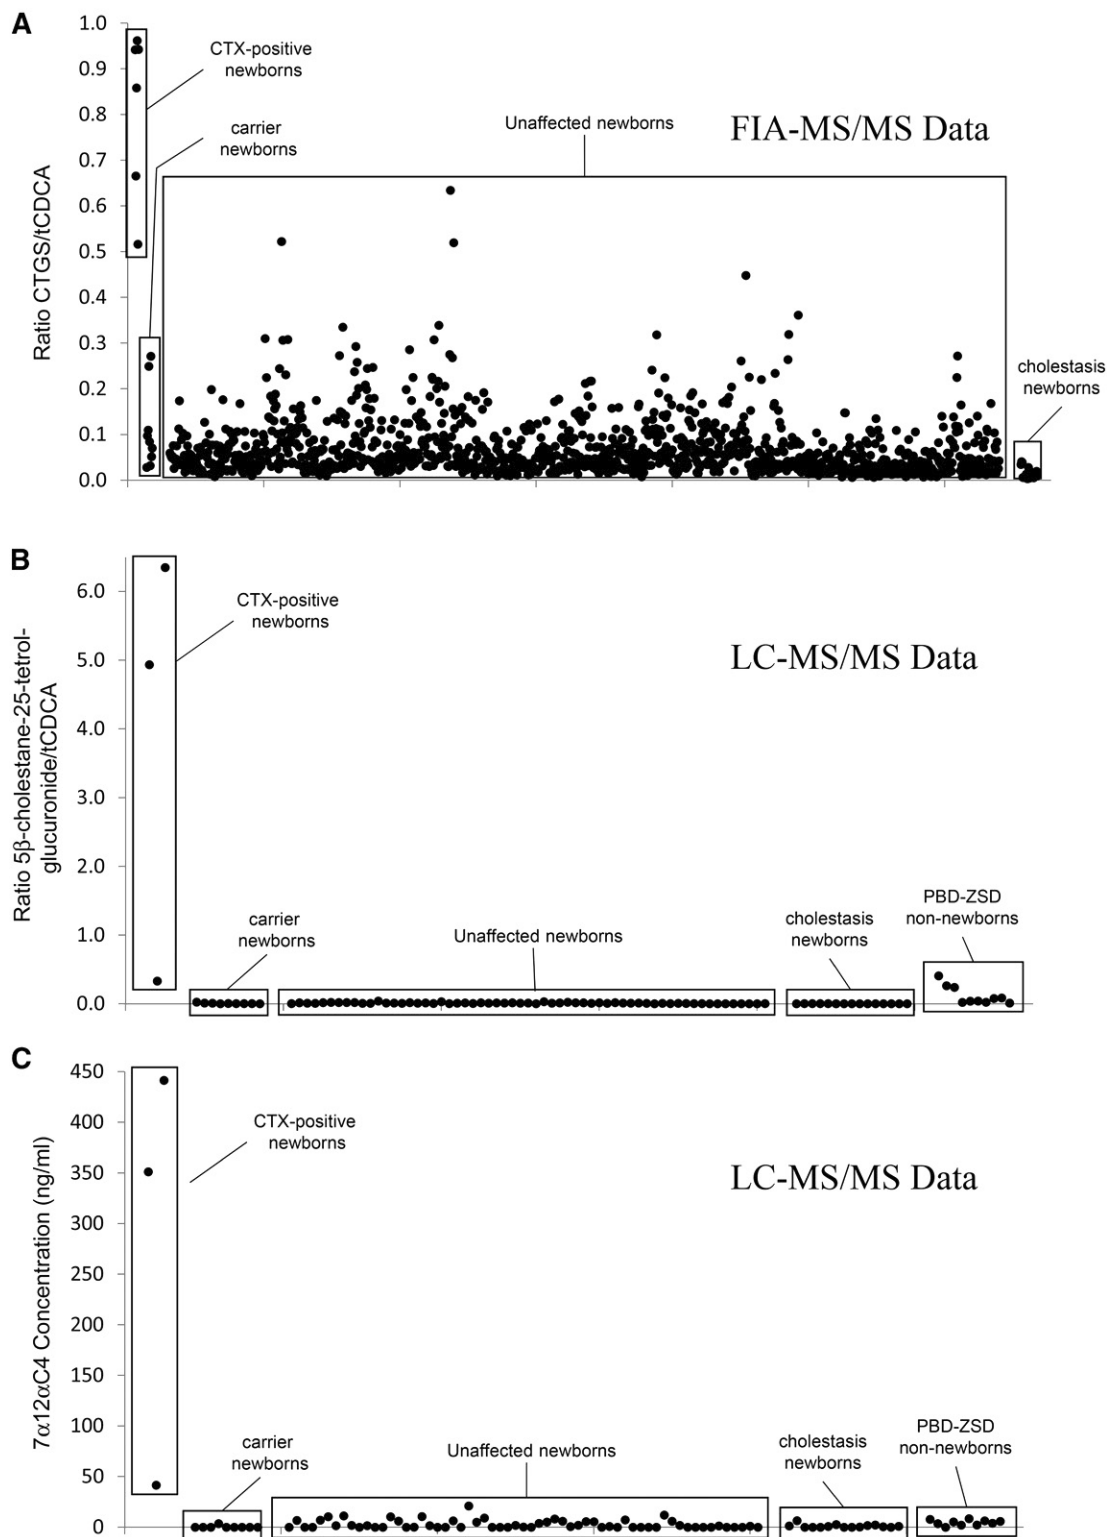 A
1.0
0.9
0.8
0.7
0.6
0.5
0.4
0.3
0.2
0.1
0.0
Ratio CTGS/tCDCA
CTX-positive
newborns
carrier
newborns
Unaffected newborns
FIA-MS/MS Data
cholestasis
newborns
B
6.0
5.0
4.0
3.0
2.0
1.0
0.0
Ratio 5β-cholestane-25-tetrol-
glucuronide/tCDCA
CTX-positive
newborns
LC-MS/MS Data
carrier
newborns
Unaffected newborns
cholestasis
newborns
PBD-ZSD
non-newborns
C
450
400
350
300
250
200
150
100
50
0
7α12αC4 Concentration (ng/ml)
CTX-positive
newborns
LC-MS/MS Data
carrier
newborns
Unaffected newborns
cholestasis
newborns
PBD-ZSD
non-newborns